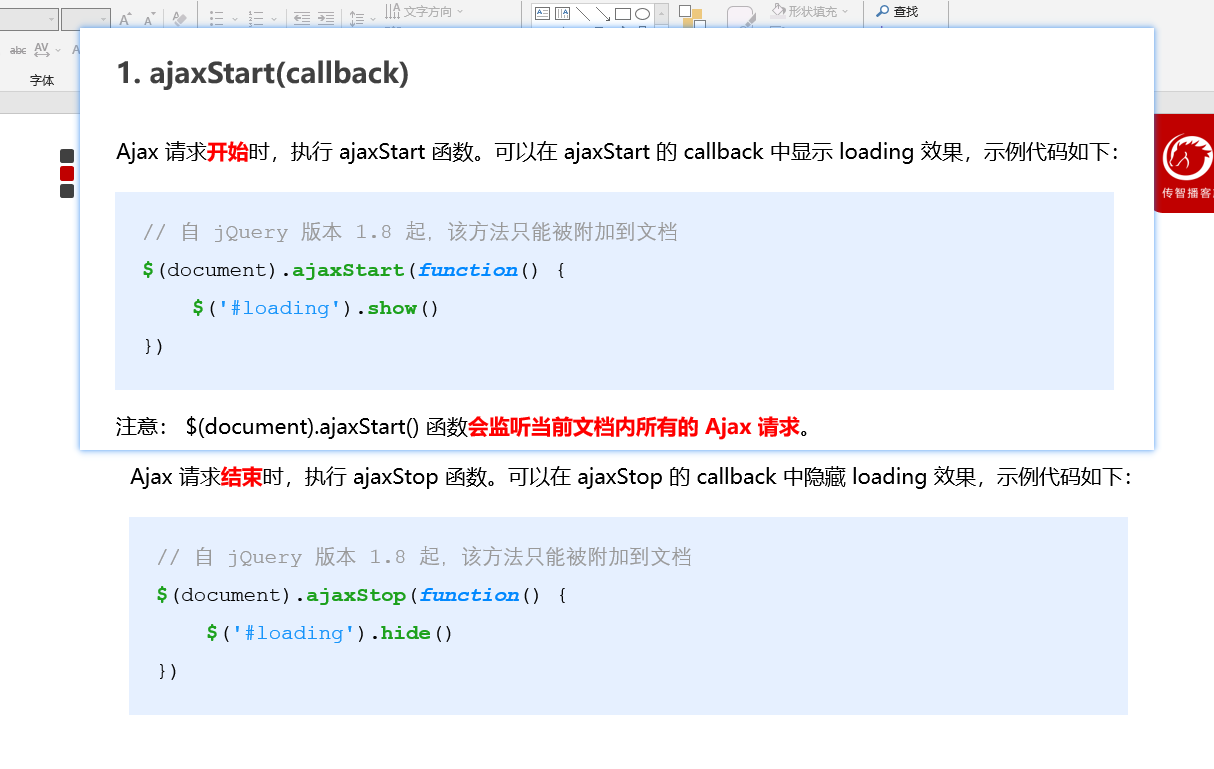 文字方向
形状填充
查找
abc
AV
字体
1. ajaxStart(callback)
Ajax 请求开始时，执行 ajaxStart 函数。可以在 ajaxStart 的 callback 中显示 loading 效果，示例代码如下：
// 自 jQuery 版本 1.8 起，该方法只能被附加到文档
$(document).ajaxStart(function() {
    $('#loading').show()
})
注意： $(document).ajaxStart() 函数会监听当前文档内所有的 Ajax 请求。
传智播客
Ajax 请求结束时，执行 ajaxStop 函数。可以在 ajaxStop 的 callback 中隐藏 loading 效果，示例代码如下：
// 自 jQuery 版本 1.8 起，该方法只能被附加到文档
$(document).ajaxStop(function() {
    $('#loading').hide()
})